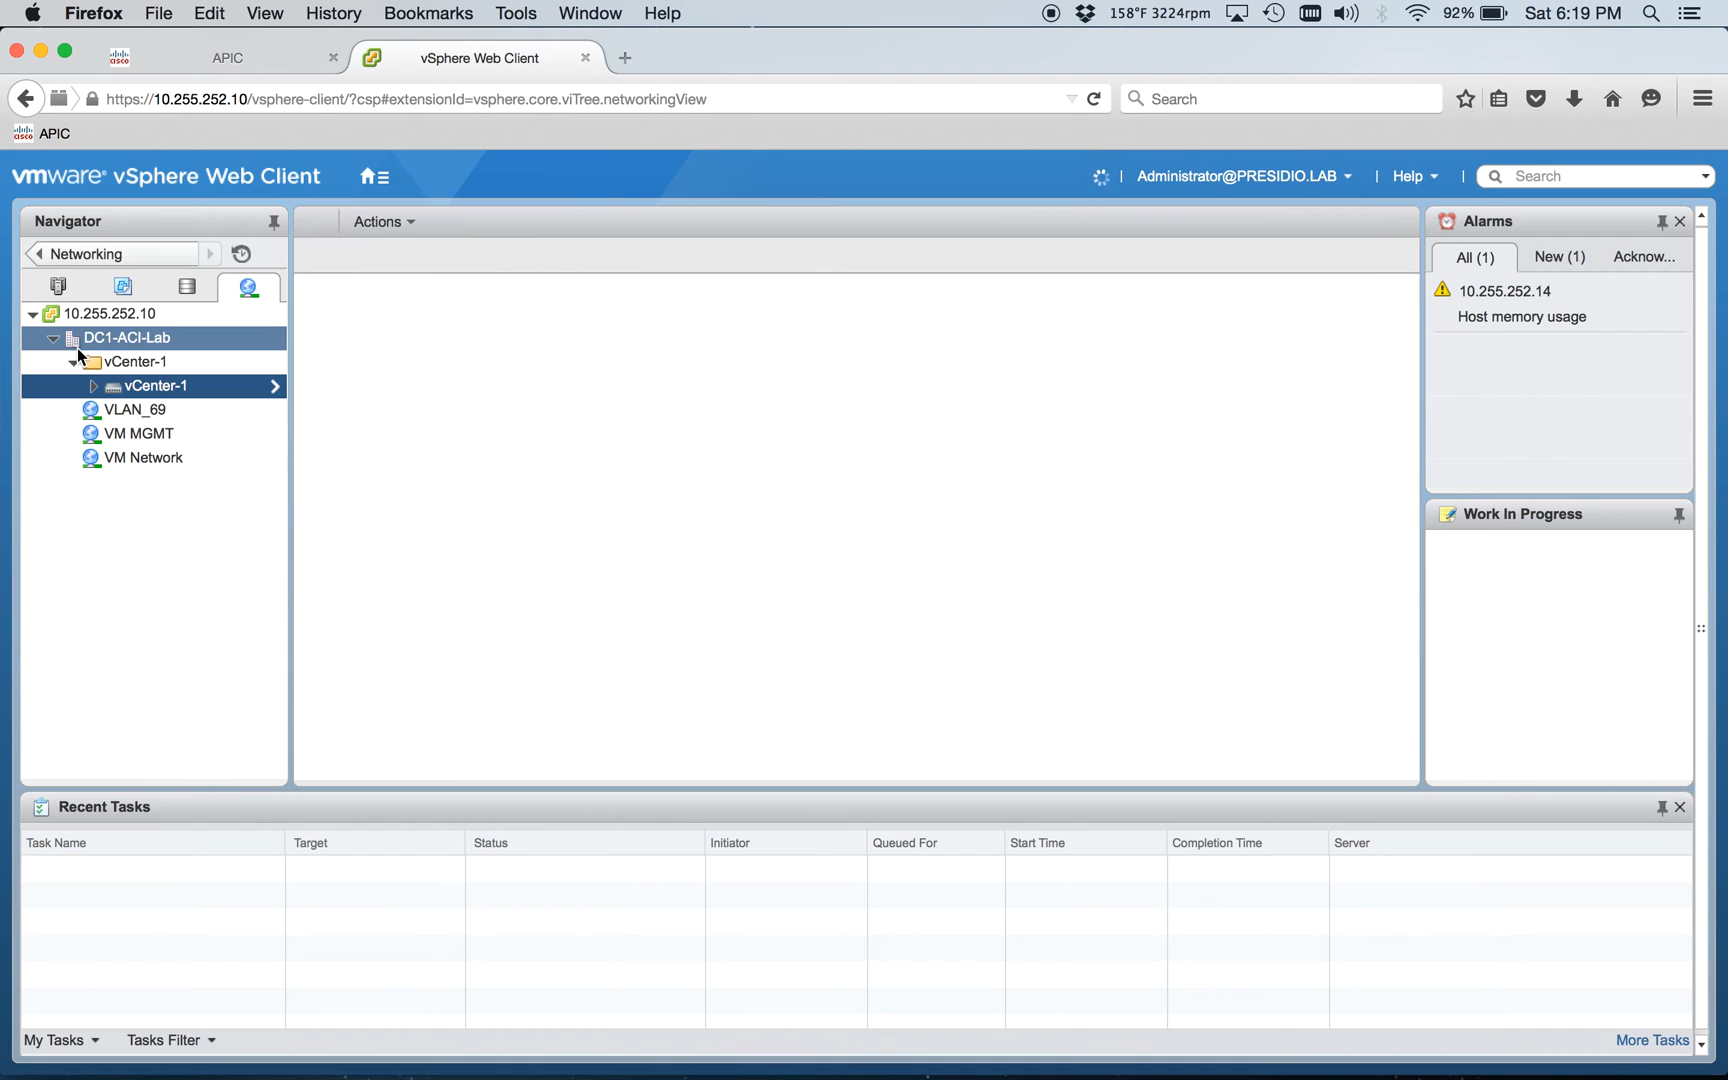 Firefox File Edit View History Bookmarks Tools Window Help 158°F 3224rpm 92% Sat 6:19 PM
CISCO APIC vSphere Web Client
https://10.255.252.10/vsphere-client/?csp#extensionId=vsphere.core.viTree.networkingView Search
CISCO APIC
vmware® vSphere Web Client Administrator@PRESIDIO.LAB | Help | Search
Navigator Actions Alarms
Networking All (1) New (1) Acknow...
10.255.252.14
Host memory usage
10.255.252.10
DC1-ACI-Lab
vCenter-1
vCenter-1
VLAN_69
VM MGMT
VM Network
Work In Progress
Recent Tasks
Task Name Target Status Initiator Queued For Start Time Completion Time Server
My Tasks Tasks Filter More Tasks